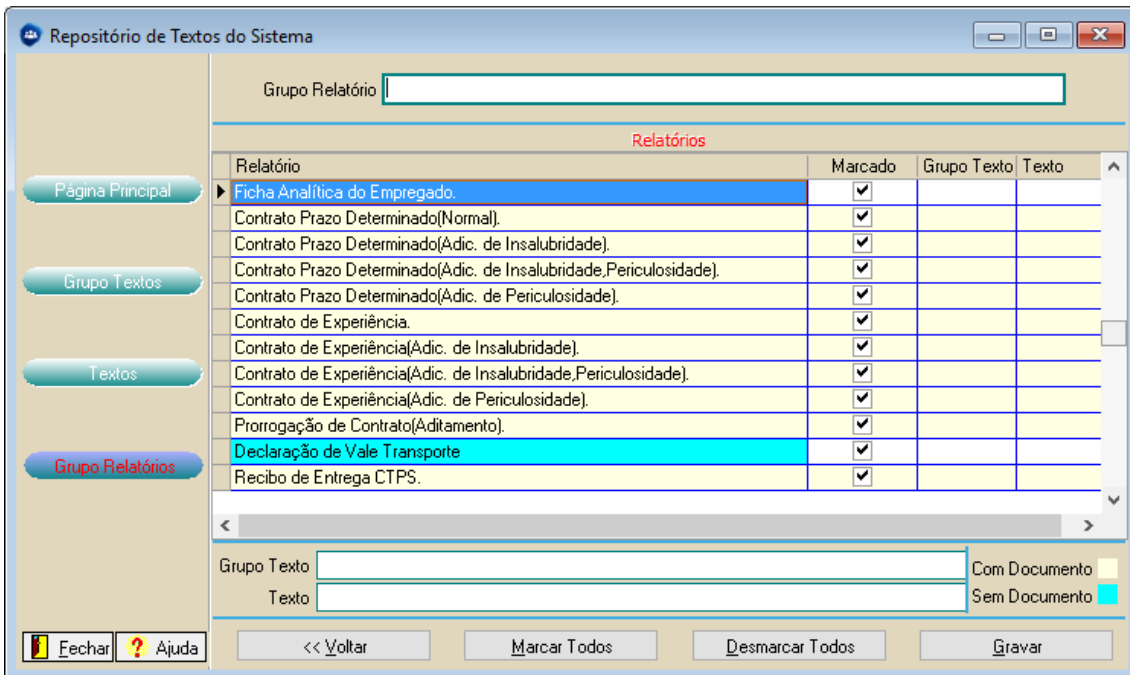 Repositório de Textos do Sistema
Grupo Relatório
Relatórios
Relatório Marcado Grupo Texto Texto
Página Principal
Ficha Analítica do Empregado.
Contrato Prazo Determinado(Normal).
Contrato Prazo Determinado(Adic. de Insalubridade).
Contrato Prazo Determinado(Adic. de Insalubridade,Periculosidade).
Grupo Textos
Contrato Prazo Determinado(Adic. de Periculosidade).
Contrato de Experiência.
Contrato de Experiência(Adic. de Insalubridade).
Textos
Contrato de Experiência(Adic. de Insalubridade,Periculosidade).
Contrato de Experiência(Adic. de Periculosidade).
Prorrogação de Contrato(Aditamento).
Declaração de Vale Transporte
Grupo Relatórios
Recibo de Entrega CTPS.
Grupo Texto
Com Documento
Texto
Sem Documento
Fechar ? Ajuda << Voltar Marcar Todos Desmarcar Todos Gravar